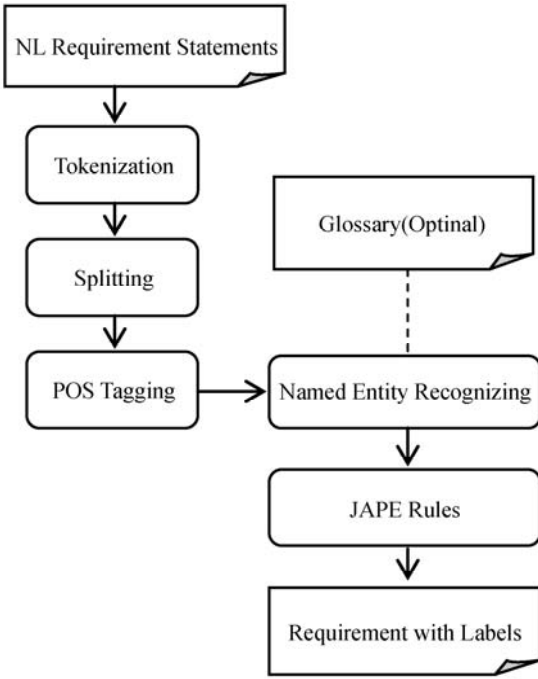 NL Requirement Statements
Tokenization
Splitting
POS Tagging
Glossary(Optinal)
Named Entity Recognizing
JAPE Rules
Requirement with Labels